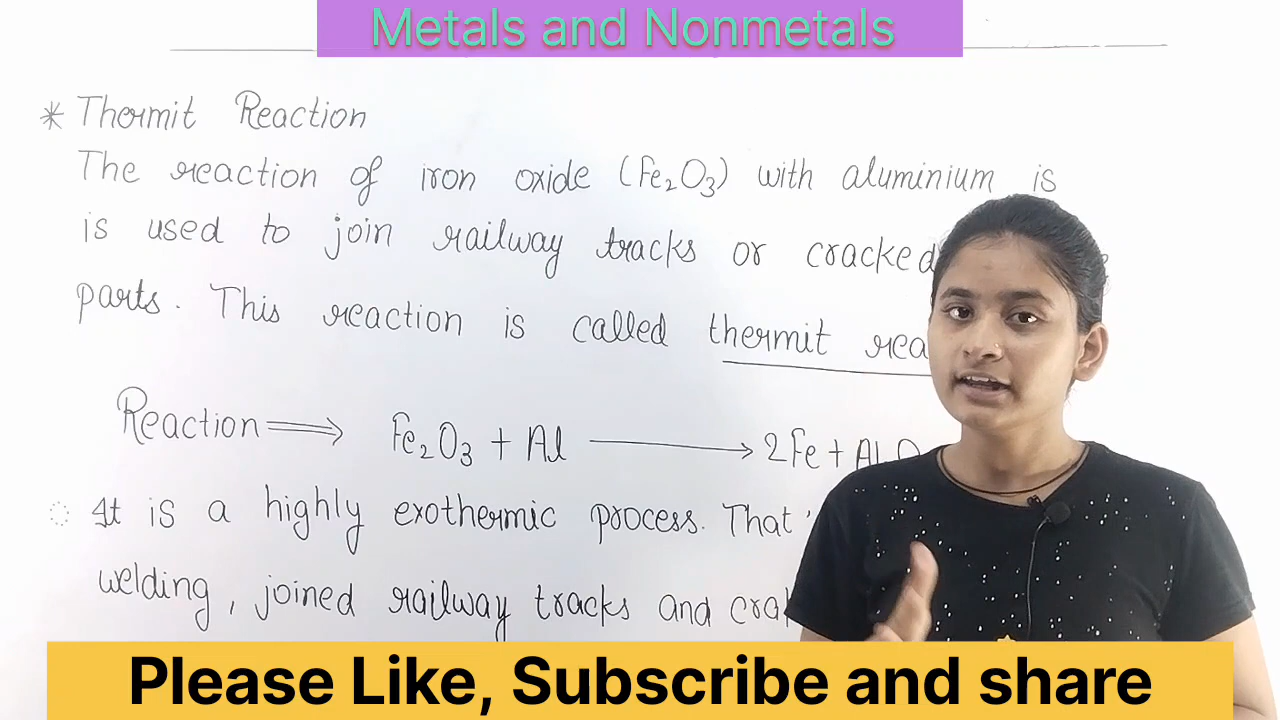 Metals and Nonmetals
* Thermit Reaction
The reaction of iron oxide (Fe₂O₃) with aluminium is
is used to join railway tracks or cracked
parts. This reaction is called thermit rea
Reaction ⟹ Fe₂O₃ + Al ⟶ 2Fe + Al
It is a highly exothermic process. That
welding, joined railway tracks and
Please Like, Subscribe and share